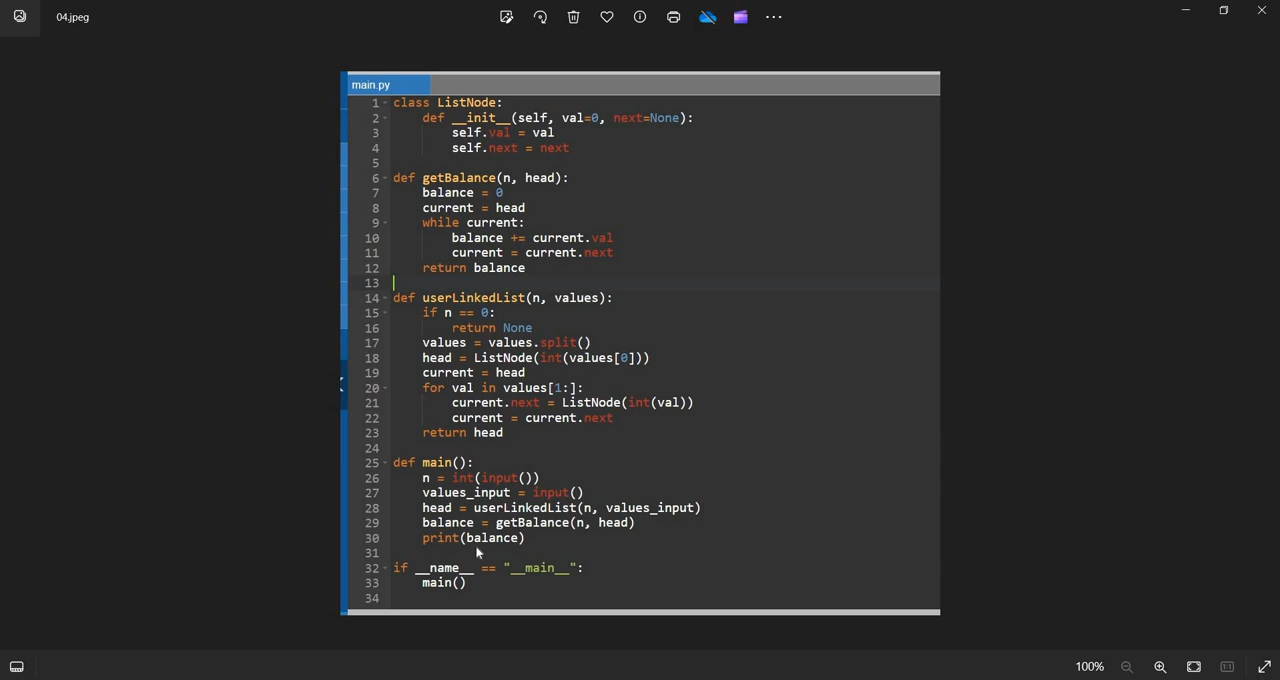 04.jpeg
main.py
1 class ListNode:
2     def __init__(self, val=0, next=None):
3         self.val = val
4         self.next = next
5
6 def getBalance(n, head):
7     balance = 0
8     current = head
9     while current:
10         balance += current.val
11         current = current.next
12     return balance
13
14 def userLinkedList(n, values):
15     if n == 0:
16         return None
17     values = values.split()
18     head = ListNode(int(values[0]))
19     current = head
20     for val in values[1:]:
21         current.next = ListNode(int(val))
22         current = current.next
23     return head
24
25 def main():
26     n = int(input())
27     values_input = input()
28     head = userLinkedList(n, values_input)
29     balance = getBalance(n, head)
30     print(balance)
31
32 if __name__ == "__main__":
33     main()
34
100%